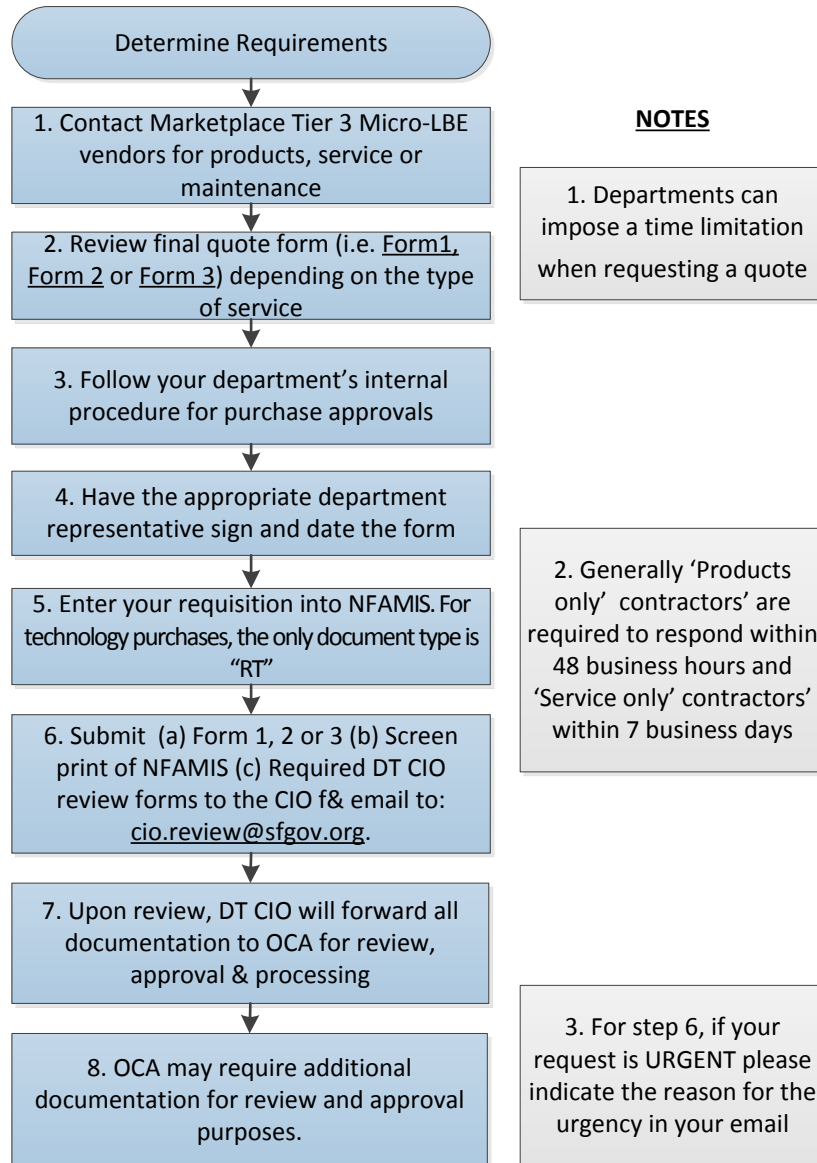 Determine Requirements
1. Contact Marketplace Tier 3 Micro-LBE
vendors for products, service or
maintenance
2. Review final quote form (i.e. Form1,
Form 2 or Form 3) depending on the type
of service
3. Follow your department’s internal
procedure for purchase approvals
4. Have the appropriate department
representative sign and date the form
5. Enter your requisition into NFAMIS. For
technology purchases, the only document type is
“RT”
6. Submit (a) Form 1, 2 or 3 (b) Screen
print of NFAMIS (c) Required DT CIO
review forms to the CIO f& email to:
cio.review@sfgov.org.
7. Upon review, DT CIO will forward all
documentation to OCA for review,
approval & processing
8. OCA may require additional
documentation for review and approval
purposes.
NOTES
1. Departments can
impose a time limitation
when requesting a quote
2. Generally ‘Products
only’ contractors’ are
required to respond within
48 business hours and
‘Service only’ contractors’
within 7 business days
3. For step 6, if your
request is URGENT please
indicate the reason for the
urgency in your email